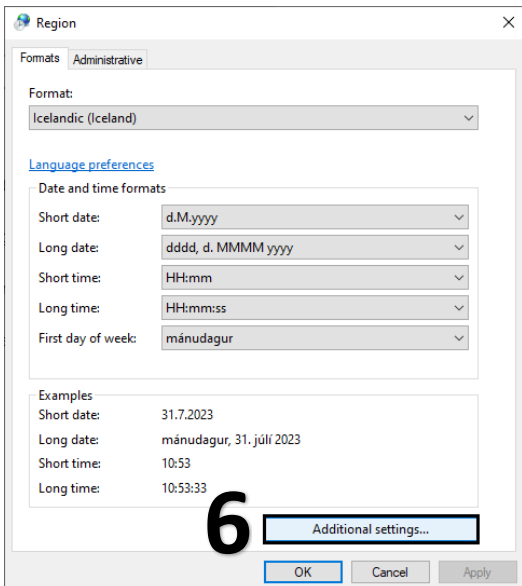 Region
Formats Administrative
Format:
Icelandic (Iceland)
Language preferences
Date and time formats
Short date: d.M.yyyy
Long date: dddd, d. MMMM yyyy
Short time: HH:mm
Long time: HH:mm:ss
First day of week: mánudagur
Examples
Short date: 31.7.2023
Long date: mánudagur, 31. júlí 2023
Short time: 10:53
Long time: 10:53:33
6 Additional settings...
OK Cancel Apply